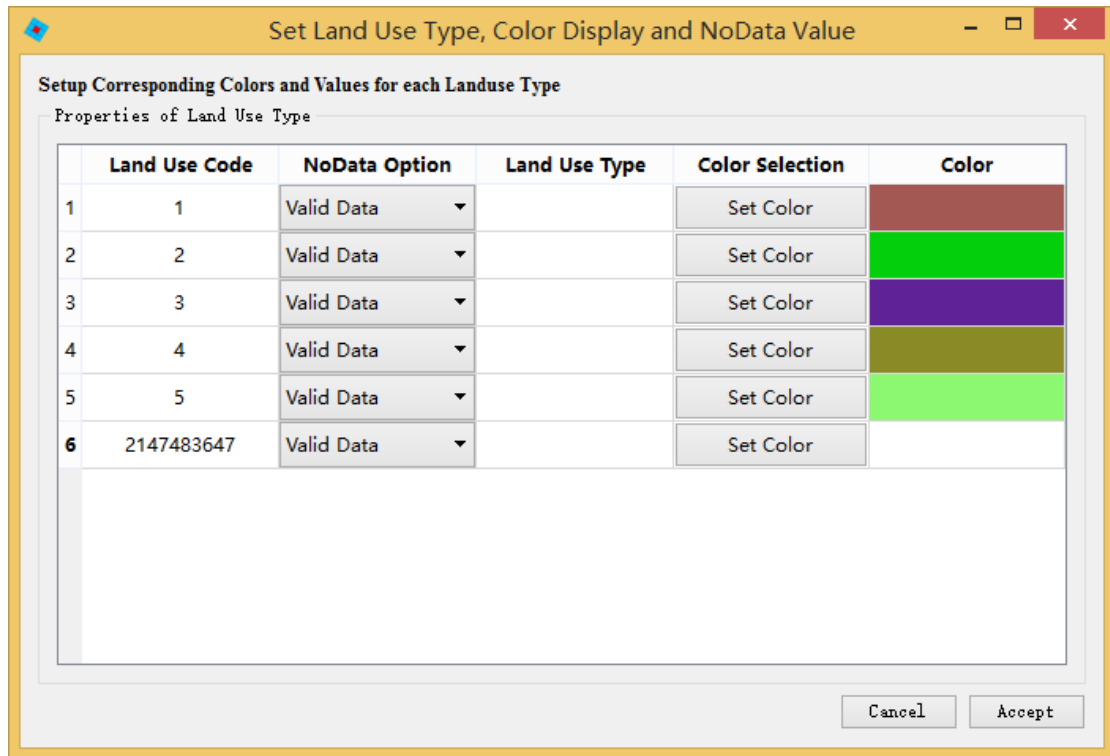 Set Land Use Type, Color Display and NoData Value
Setup Corresponding Colors and Values for each Landuse Type
Properties of Land Use Type
Land Use Code NoData Option Land Use Type Color Selection Color
1 1 Valid Data Set Color
2 2 Valid Data Set Color
3 3 Valid Data Set Color
4 4 Valid Data Set Color
5 5 Valid Data Set Color
6 2147483647 Valid Data Set Color
Cancel Accept